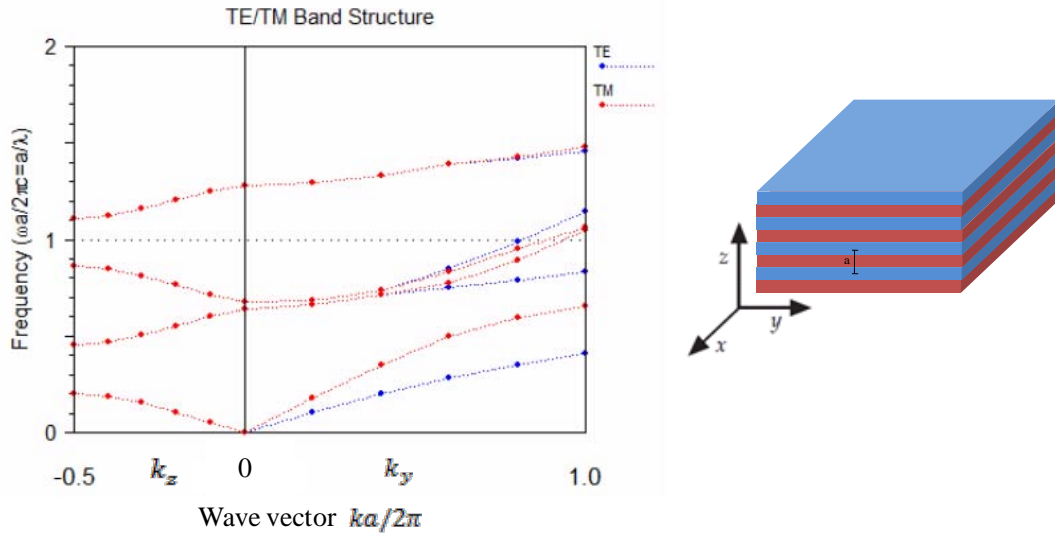 TE/TM Band Structure
2
TE
TM
Frequency (ωa/2πc=a/λ)
1
0
-0.5
k_z
0
k_y
1.0
Wave vector ka/2π
z
a
y
x